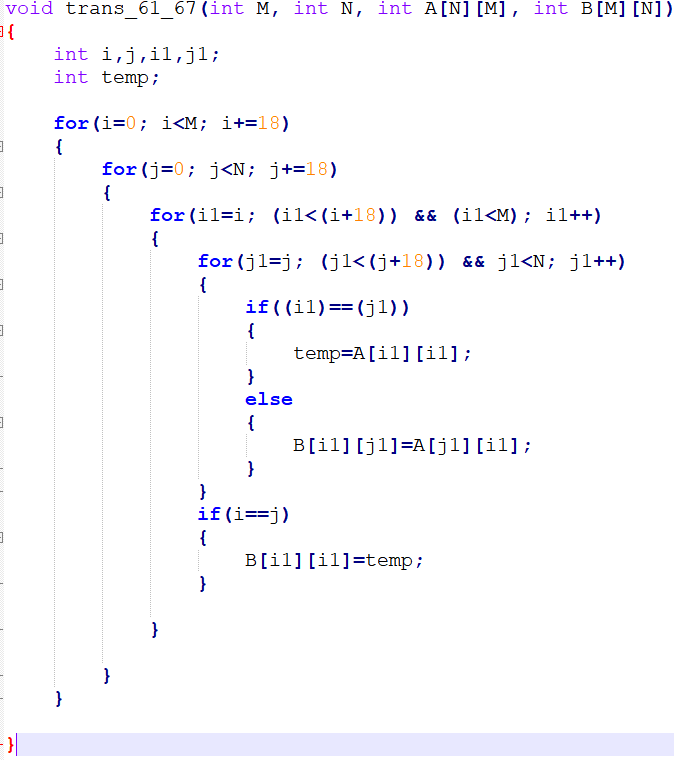 void trans_61_67(int M, int N, int A[N][M], int B[M][N])
{
    int i,j,i1,j1;
    int temp;

    for(i=0; i<M; i+=18)
    {
        for(j=0; j<N; j+=18)
        {
            for(i1=i; (i1<(i+18)) && (i1<M); i1++)
            {
                for(j1=j; (j1<(j+18)) && j1<N; j1++)
                {
                    if((i1)==(j1))
                    {
                        temp=A[i1][i1];
                    }
                    else
                    {
                        B[i1][j1]=A[j1][i1];
                    }
                }
                if(i==j)
                {
                    B[i1][i1]=temp;
                }

            }

        }
    }

}